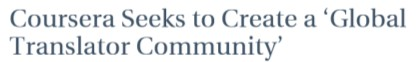 Coursera Seeks to Create a ‘Global
Translator Community’